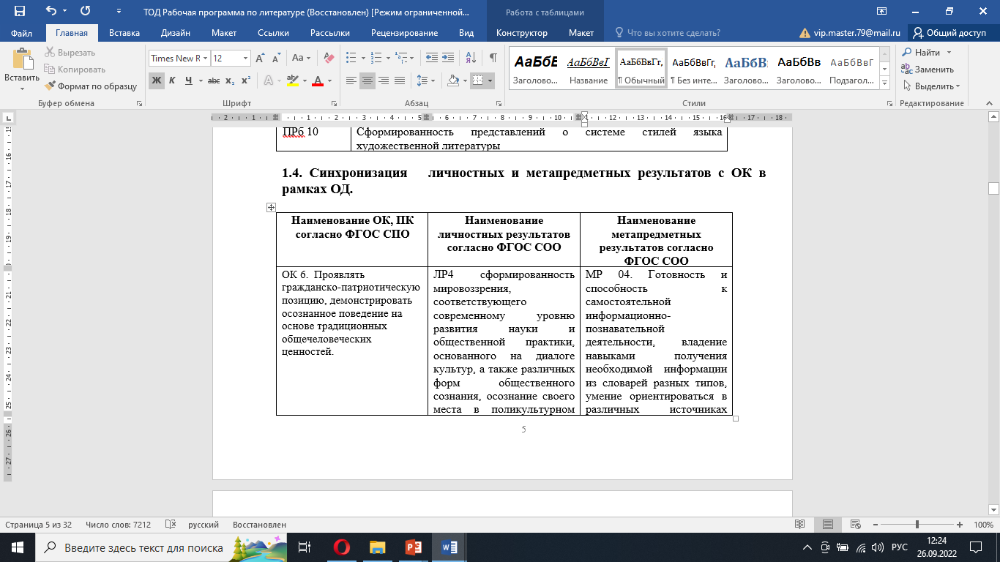 ТОД Рабочая программа по литературе (Восстановлен) [Режим ограниченной...
Работа с таблицами
Файл Главная Вставка Дизайн Макет Ссылки Рассылки Рецензирование Вид Конструктор Макет Что вы хотите сделать? vip.master.79@mail.ru Общий доступ
Вставить
Вырезать
Копировать
Формат по образцу
Буфер обмена
Times New R 12
Ж К Ч abc x₂ x²
Шрифт
Абзац
АаБбВ АаБбВвГ АаБбВвГг, АаБбВвГг, АаБбВ АаБбВв АаБбВвГ
Заголово... Название ¶ Обычный ¶ Без инте... Заголово... Заголово... Подзагол...
Стили
Найти
Заменить
Выделить
Редактирование
ПРб 10
Сформированность представлений о системе стилей языка
художественной литературы
1.4. Синхронизация личностных и метапредметных результатов с ОК в
рамках ОД.
Наименование ОК, ПК
согласно ФГОС СПО
Наименование
личностных результатов
согласно ФГОС СОО
Наименование
метапредметных
результатов согласно
ФГОС СОО
ОК 6. Проявлять
гражданско-патриотическую
позицию, демонстрировать
осознанное поведение на
основе традиционных
общечеловеческих
ценностей.
ЛР4 сформированность
мировоззрения,
соответствующего
современному уровню
развития науки и
общественной практики,
основанного на диалоге
культур, а также различных
форм общественного
сознания, осознание своего
места в поликультурном
МР 04. Готовность и
способность к
самостоятельной
информационно-
познавательной
деятельности, владение
навыками получения
необходимой информации
из словарей разных типов,
умение ориентироваться в
различных источниках
5
Страница 5 из 32 Число слов: 7212 русский Восстановлен 100%
Введите здесь текст для поиска
РУС
12:24
26.09.2022